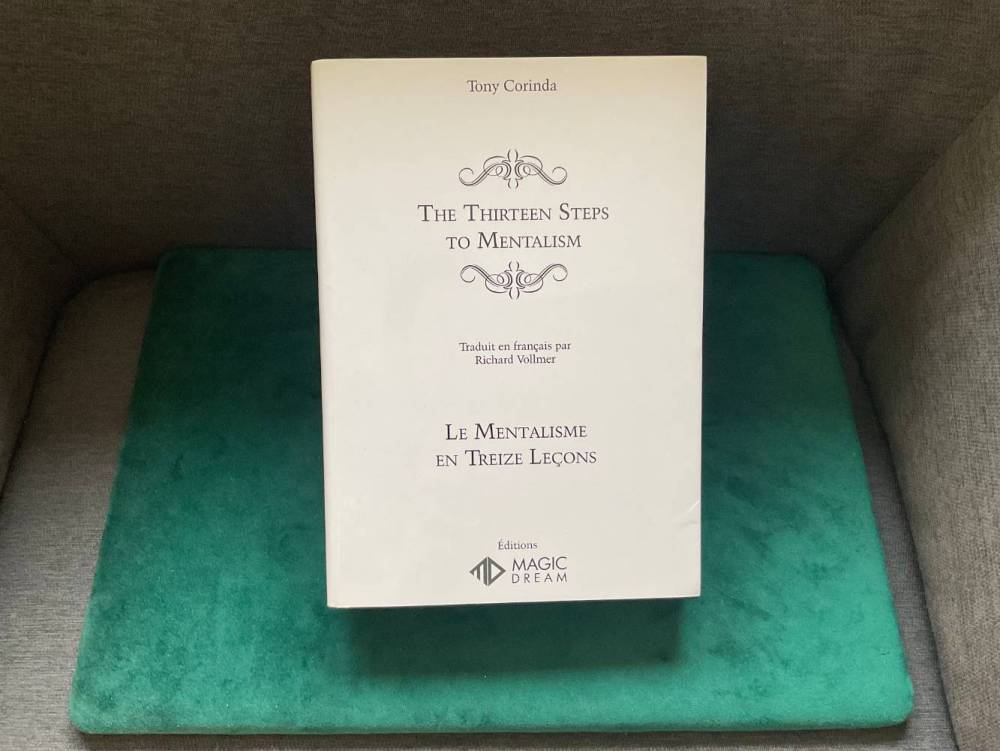 Tony Corinda
The Thirteen Steps
to Mentalism
Traduit en français par
Richard Vollmer
Le Mentalisme
en Treize Leçons
Éditions
MD MAGIC
DREAM